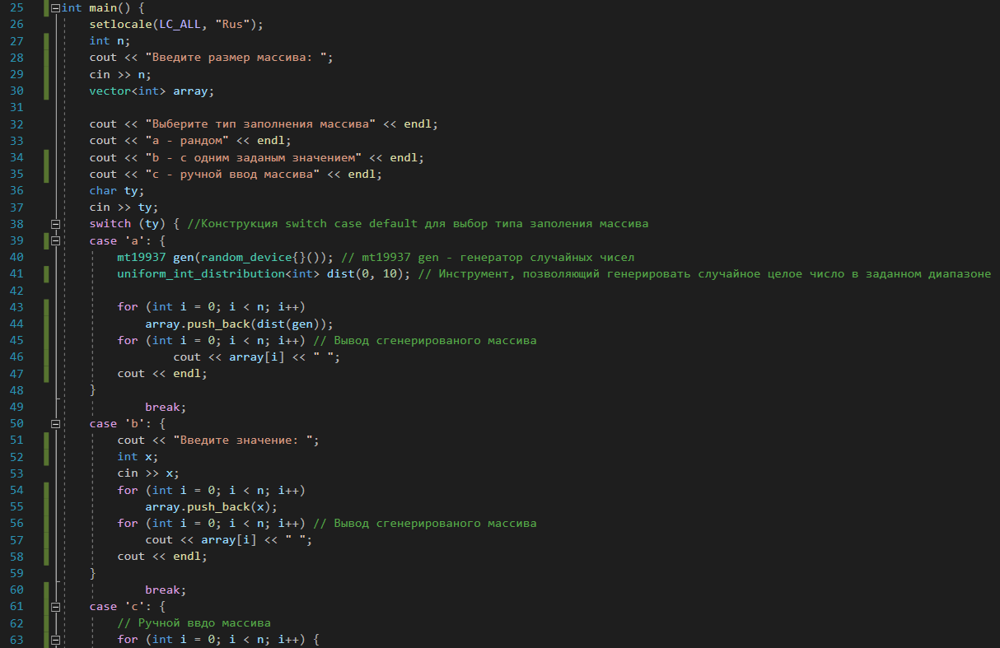 25 int main() {
26 setlocale(LC_ALL, "Rus");
27 int n;
28 cout << "Введите размер массива: ";
29 cin >> n;
30 vector<int> array;
31
32 cout << "Выберите тип заполнения массива" << endl;
33 cout << "a - рандом" << endl;
34 cout << "b - с одним заданым значением" << endl;
35 cout << "c - ручной ввод массива" << endl;
36 char ty;
37 cin >> ty;
38 switch (ty) { //Конструкция switch case default для выбор типа заполения массива
39 case 'a': {
40 mt19937 gen(random_device{}()); // mt19937 gen - генератор случайных чисел
41 uniform_int_distribution<int> dist(0, 10); // Инструмент, позволяющий генерировать случайное целое число в заданном диапазоне
42
43 for (int i = 0; i < n; i++)
44 array.push_back(dist(gen));
45 for (int i = 0; i < n; i++) // Вывод сгенерированого массива
46 cout << array[i] << " ";
47 cout << endl;
48 }
49 break;
50 case 'b': {
51 cout << "Введите значение: ";
52 int x;
53 cin >> x;
54 for (int i = 0; i < n; i++)
55 array.push_back(x);
56 for (int i = 0; i < n; i++) // Вывод сгенерированого массива
57 cout << array[i] << " ";
58 cout << endl;
59 }
60 break;
61 case 'c': {
62 // Ручной ввдо массива
63 for (int i = 0; i < n; i++) {